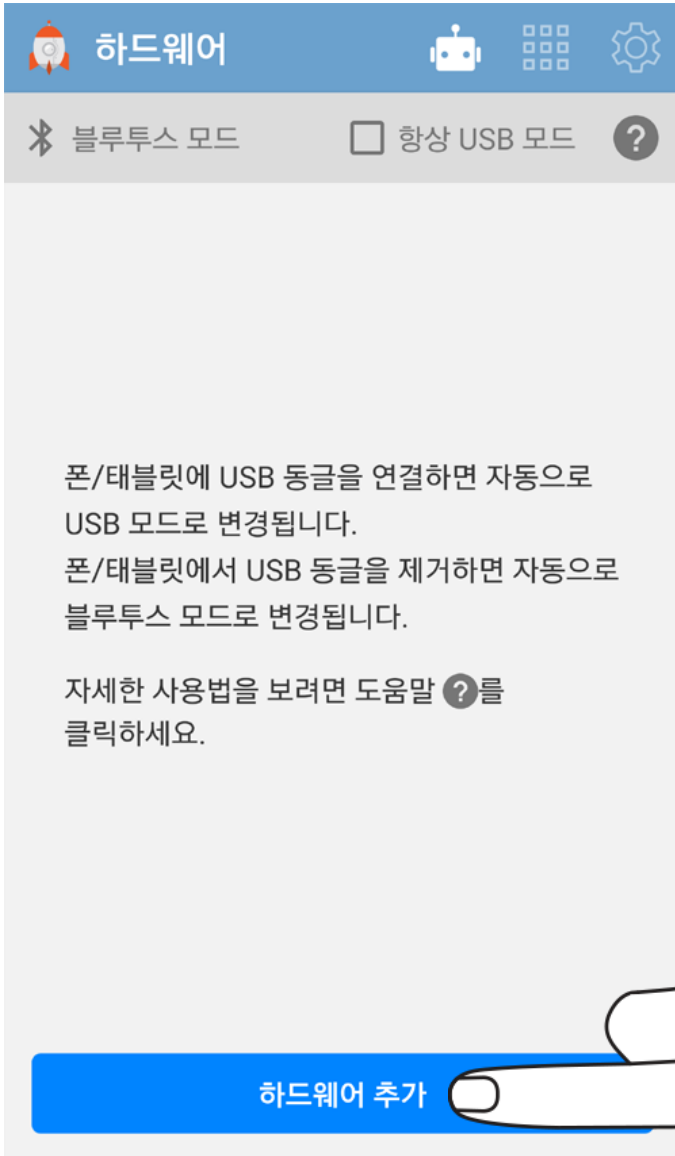 하드웨어
블루투스 모드
항상 USB 모드
?
폰/태블릿에 USB 동글을 연결하면 자동으로
USB 모드로 변경됩니다.
폰/태블릿에서 USB 동글을 제거하면 자동으로
블루투스 모드로 변경됩니다.
자세한 사용법을 보려면 도움말 ?를
클릭하세요.
하드웨어 추가